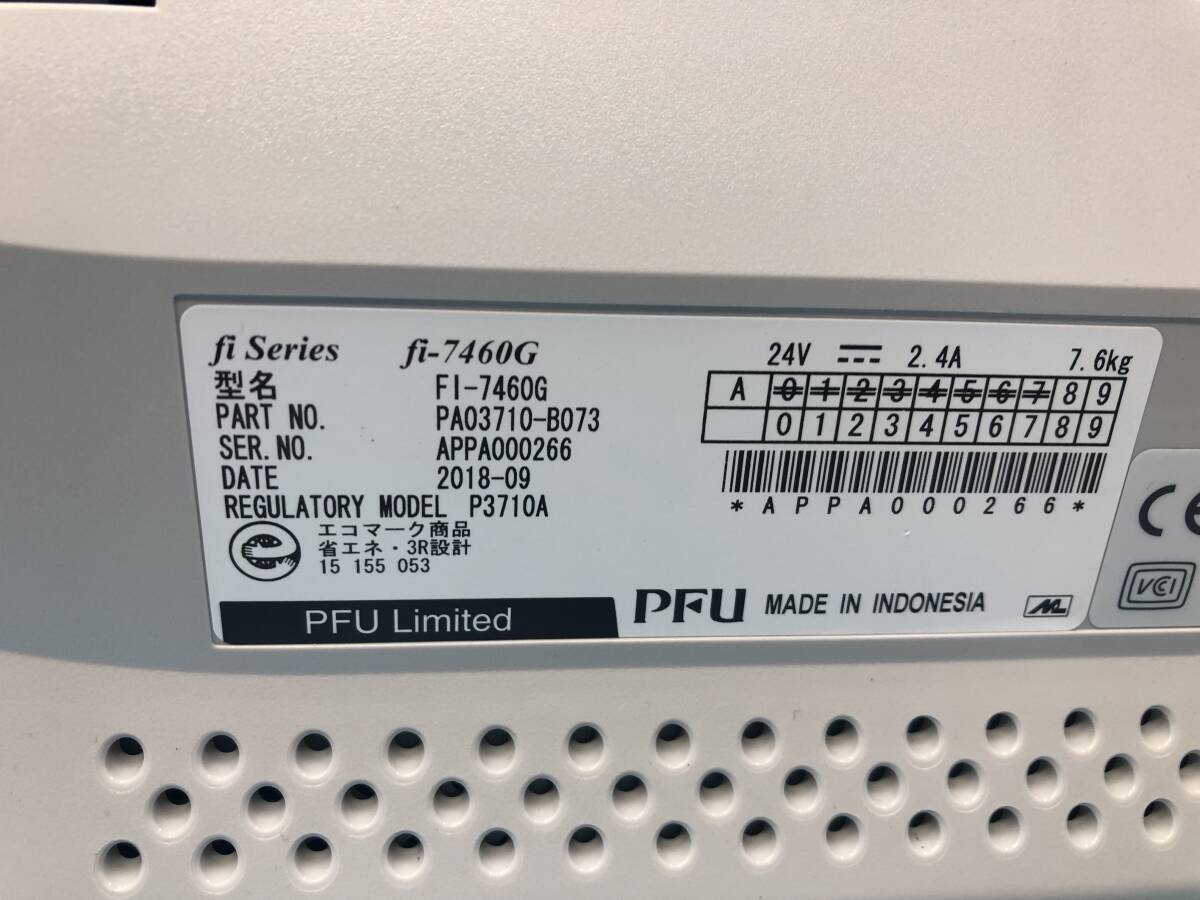 fi Series fi-7460G
24V ⎓ 2.4A 7.6kg
型名 FI-7460G
A 0 1 2 3 4 5 6 7 8 9
PART NO. PA03710-B073
0 1 2 3 4 5 6 7 8 9
SER.NO. APPA000266
DATE 2018-09
REGULATORY MODEL P3710A
*APPA000266*
エコマーク商品
省エネ・3R設計
15 155 053
PFU Limited
PFU MADE IN INDONESIA
CE
VCI